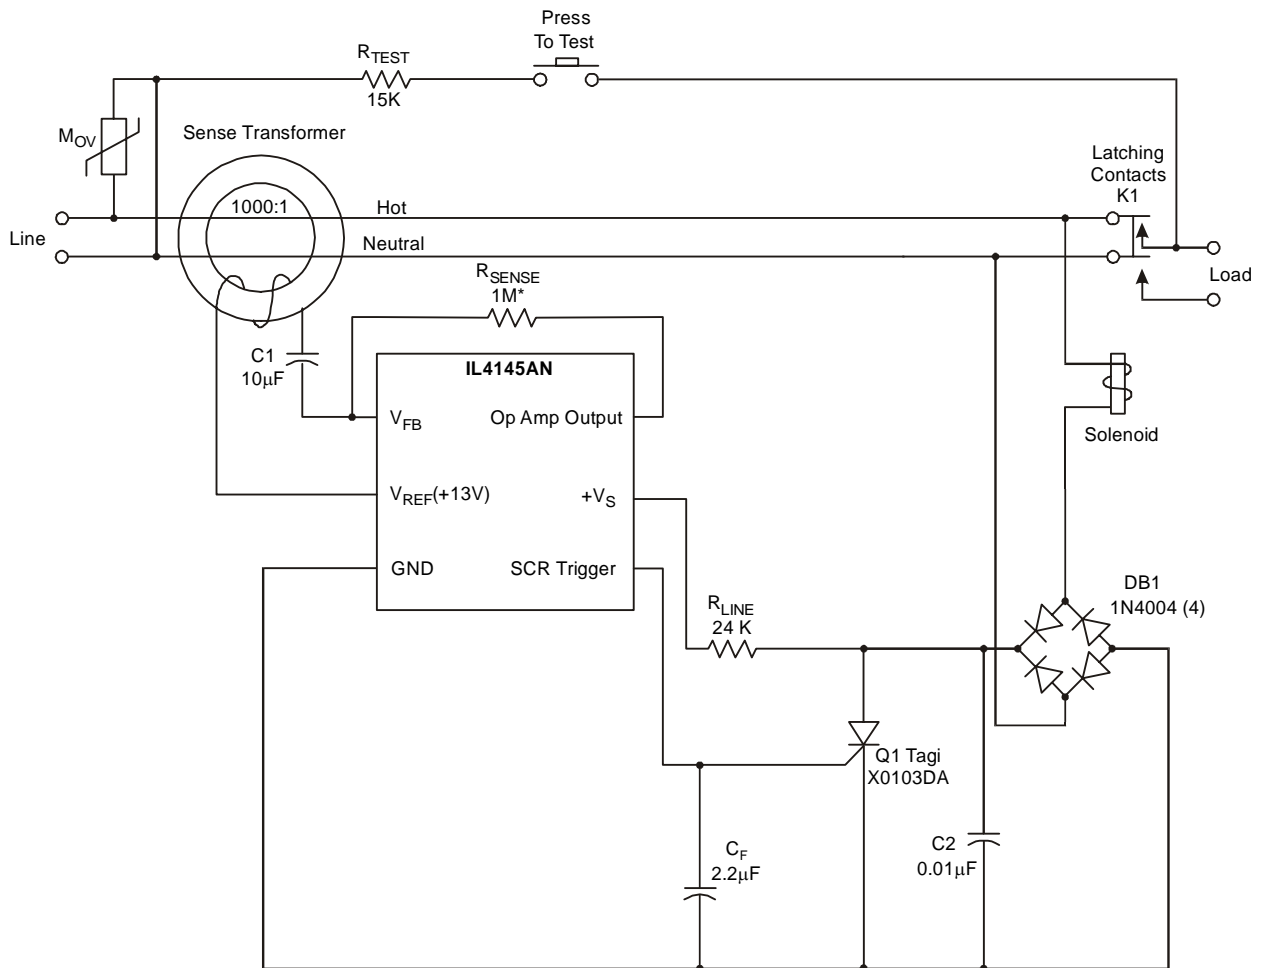 Press
To Test
R_TEST
15K
M_OV
Sense Transformer
Latching
Contacts
K1
1000:1
Hot
Line
Neutral
Load
R_SENSE
1M*
C1
10µF
IL4145AN
V_FB
Op Amp Output
Solenoid
V_REF(+13V)
+V_S
GND
SCR Trigger
DB1
1N4004 (4)
R_LINE
24 K
Q1 Tagi
X0103DA
C_F
2.2µF
C2
0.01µF